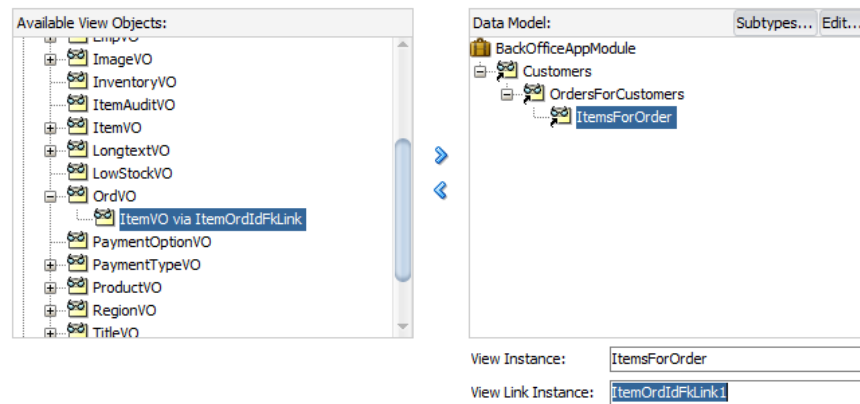 Available View Objects:
EmpVO
ImageVO
InventoryVO
ItemAuditVO
ItemVO
LongtextVO
LowStockVO
OrdVO
ItemVO via ItemOrdIdFkLink
PaymentOptionVO
PaymentTypeVO
ProductVO
RegionVO
TitleVO
Data Model:
Subtypes... Edit...
BackOfficeAppModule
Customers
OrdersForCustomers
ItemsForOrder
View Instance: ItemsForOrder
View Link Instance: ItemOrdIdFkLink1